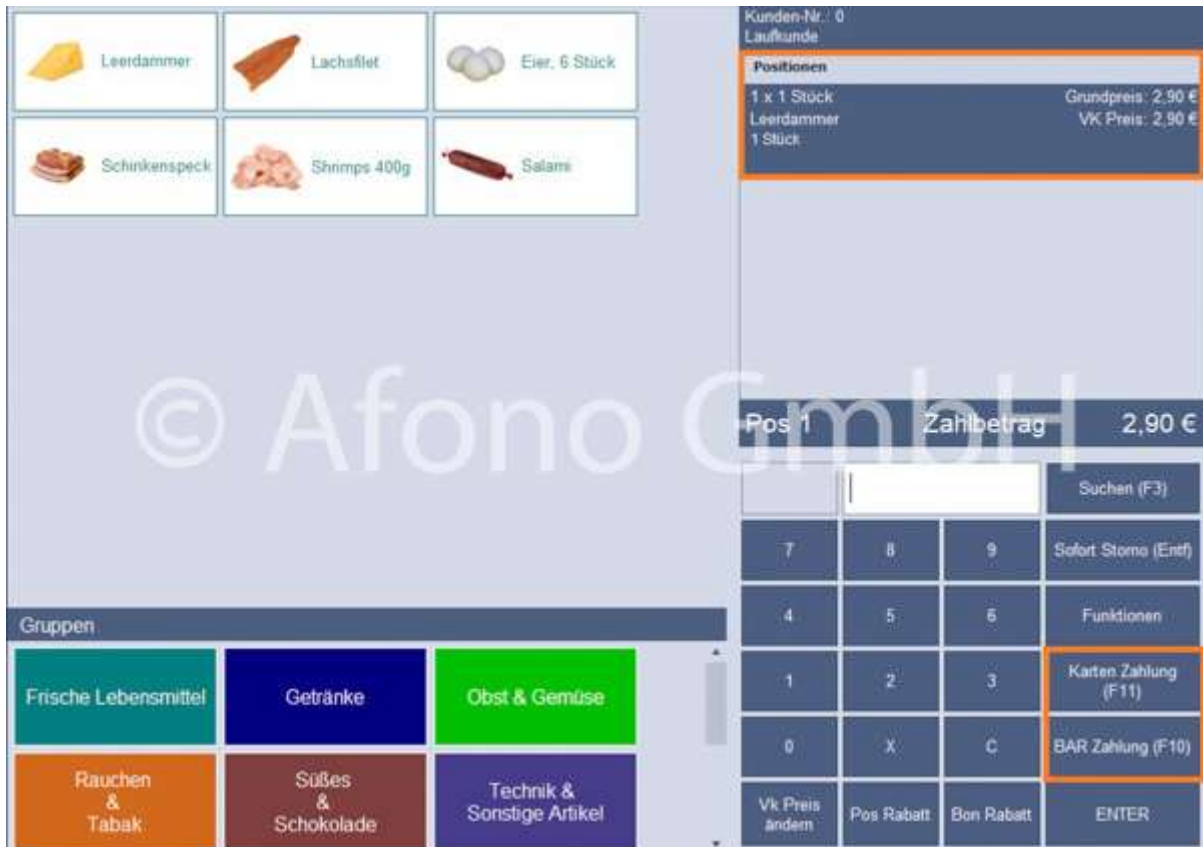 Leerdammer
Lachsfilet
Eier, 6 Stück
Schinkenspeck
Shrimps 400g
Salami
Kunden-Nr.: 0
Laufkunde
Positionen
1 x 1 Stück Grundpreis: 2,90 €
Leerdammer VK Preis: 2,90 €
1 Stück
© Afono GmbH
Pos 1 Zahlbetrag 2,90 €
Suchen (F3)
7 8 9 Sofort Storno (Entf)
4 5 6 Funktionen
1 2 3 Karten Zahlung
(F11)
0 X C BAR Zahlung (F10)
Vk Preis
ändern
Pos Rabatt Bon Rabatt ENTER
Gruppen
Frische Lebensmittel
Getränke
Obst & Gemüse
Rauchen
&
Tabak
Süßes
&
Schokolade
Technik &
Sonstige Artikel